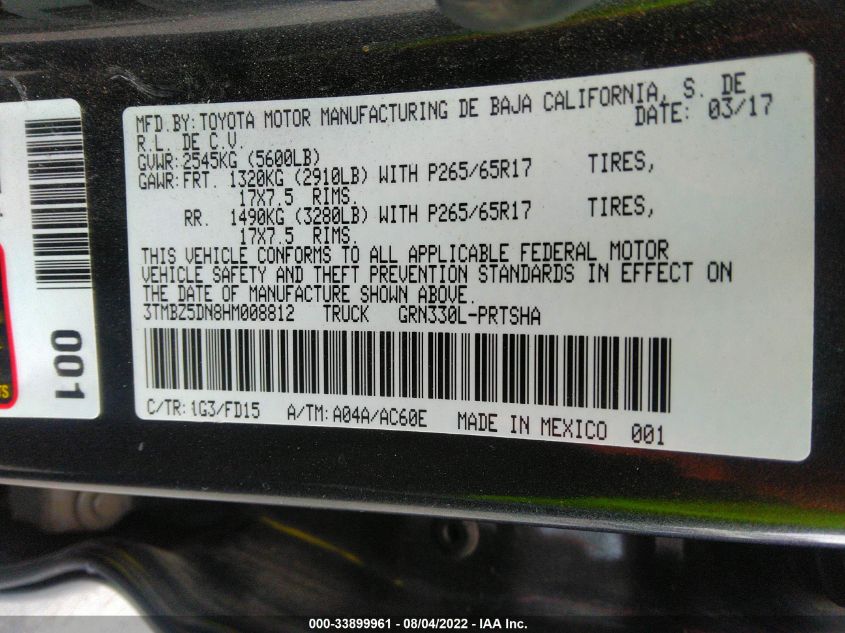 MFD.BY: TOYOTA MOTOR MANUFACTURING DE BAJA CALIFORNIA, S. DE
R.L. DE C.V. DATE: 03/17
GVWR: 2545KG (5600LB)
GAWR: FRT. 1320KG (2910LB) WITH P265/65R17 TIRES,
17X7.5 RIMS.
RR. 1490KG (3280LB) WITH P265/65R17 TIRES,
17X7.5 RIMS.
THIS VEHICLE CONFORMS TO ALL APPLICABLE FEDERAL MOTOR
VEHICLE SAFETY AND THEFT PREVENTION STANDARDS IN EFFECT ON
THE DATE OF MANUFACTURE SHOWN ABOVE.
3TMBZ5DN8HM008812 TRUCK GRN330L-PRTSHA
C/TR: 1G3/FD15 A/TM: A04A/AC60E MADE IN MEXICO 001
001
000-33899961 - 08/04/2022 - IAA Inc.